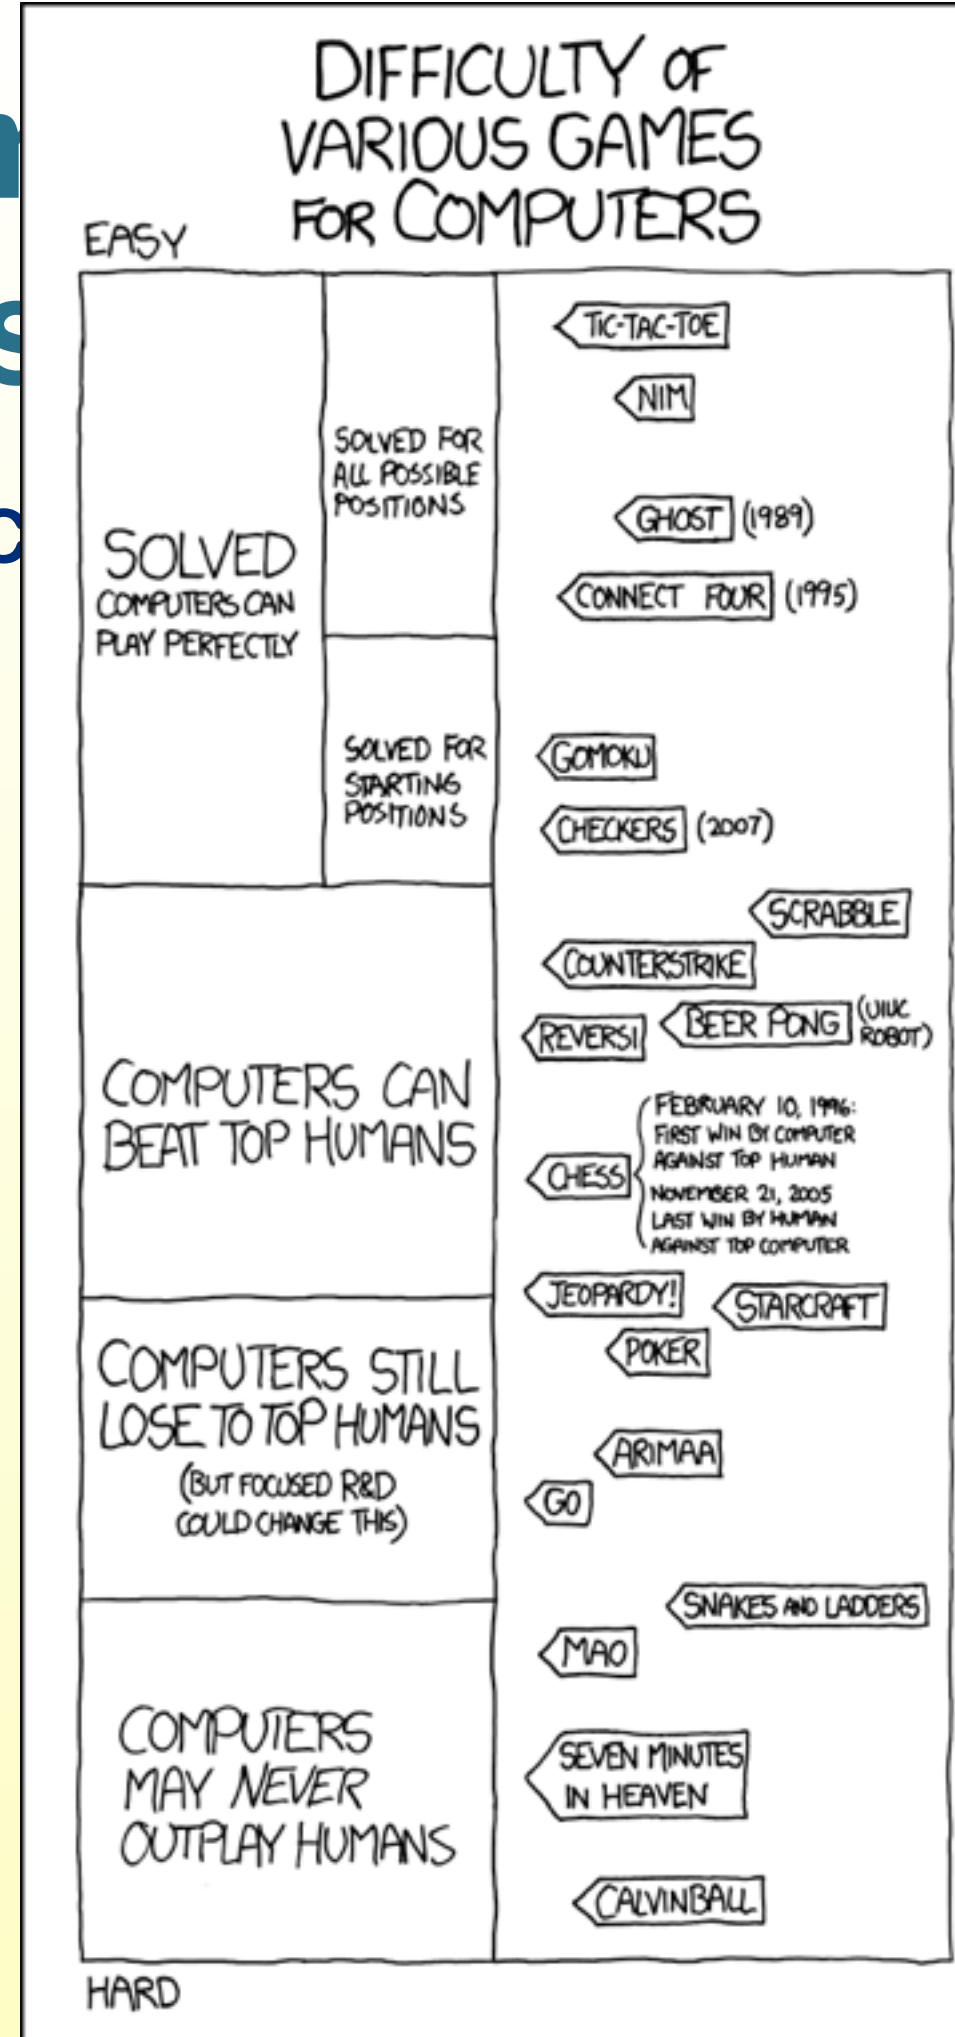 DIFFICULTY OF
VARIOUS GAMES
FOR COMPUTERS
EASY
SOLVED
COMPUTERS CAN
PLAY PERFECTLY
SOLVED FOR
ALL POSSIBLE
POSITIONS
TIC-TAC-TOE
NIM
GHOST (1989)
CONNECT FOUR (1995)
SOLVED FOR
STARTING
POSITIONS
GOMOKU
CHECKERS (2007)
COMPUTERS CAN
BEAT TOP HUMANS
SCRABBLE
COUNTERSTRIKE
REVERSI
BEER PONG (UIUC
ROBOT)
CHESS
FEBRUARY 10, 1996:
FIRST WIN BY COMPUTER
AGAINST TOP HUMAN
NOVEMBER 21, 2005
LAST WIN BY HUMAN
AGAINST TOP COMPUTER
JEOPARDY!
STARCRAFT
POKER
COMPUTERS STILL
LOSE TO TOP HUMANS
(BUT FOCUSED R&D
COULD CHANGE THIS)
ARIMAA
GO
SNAKES AND LADDERS
MAO
COMPUTERS
MAY NEVER
OUTPLAY HUMANS
SEVEN MINUTES
IN HEAVEN
CALVINBALL
HARD